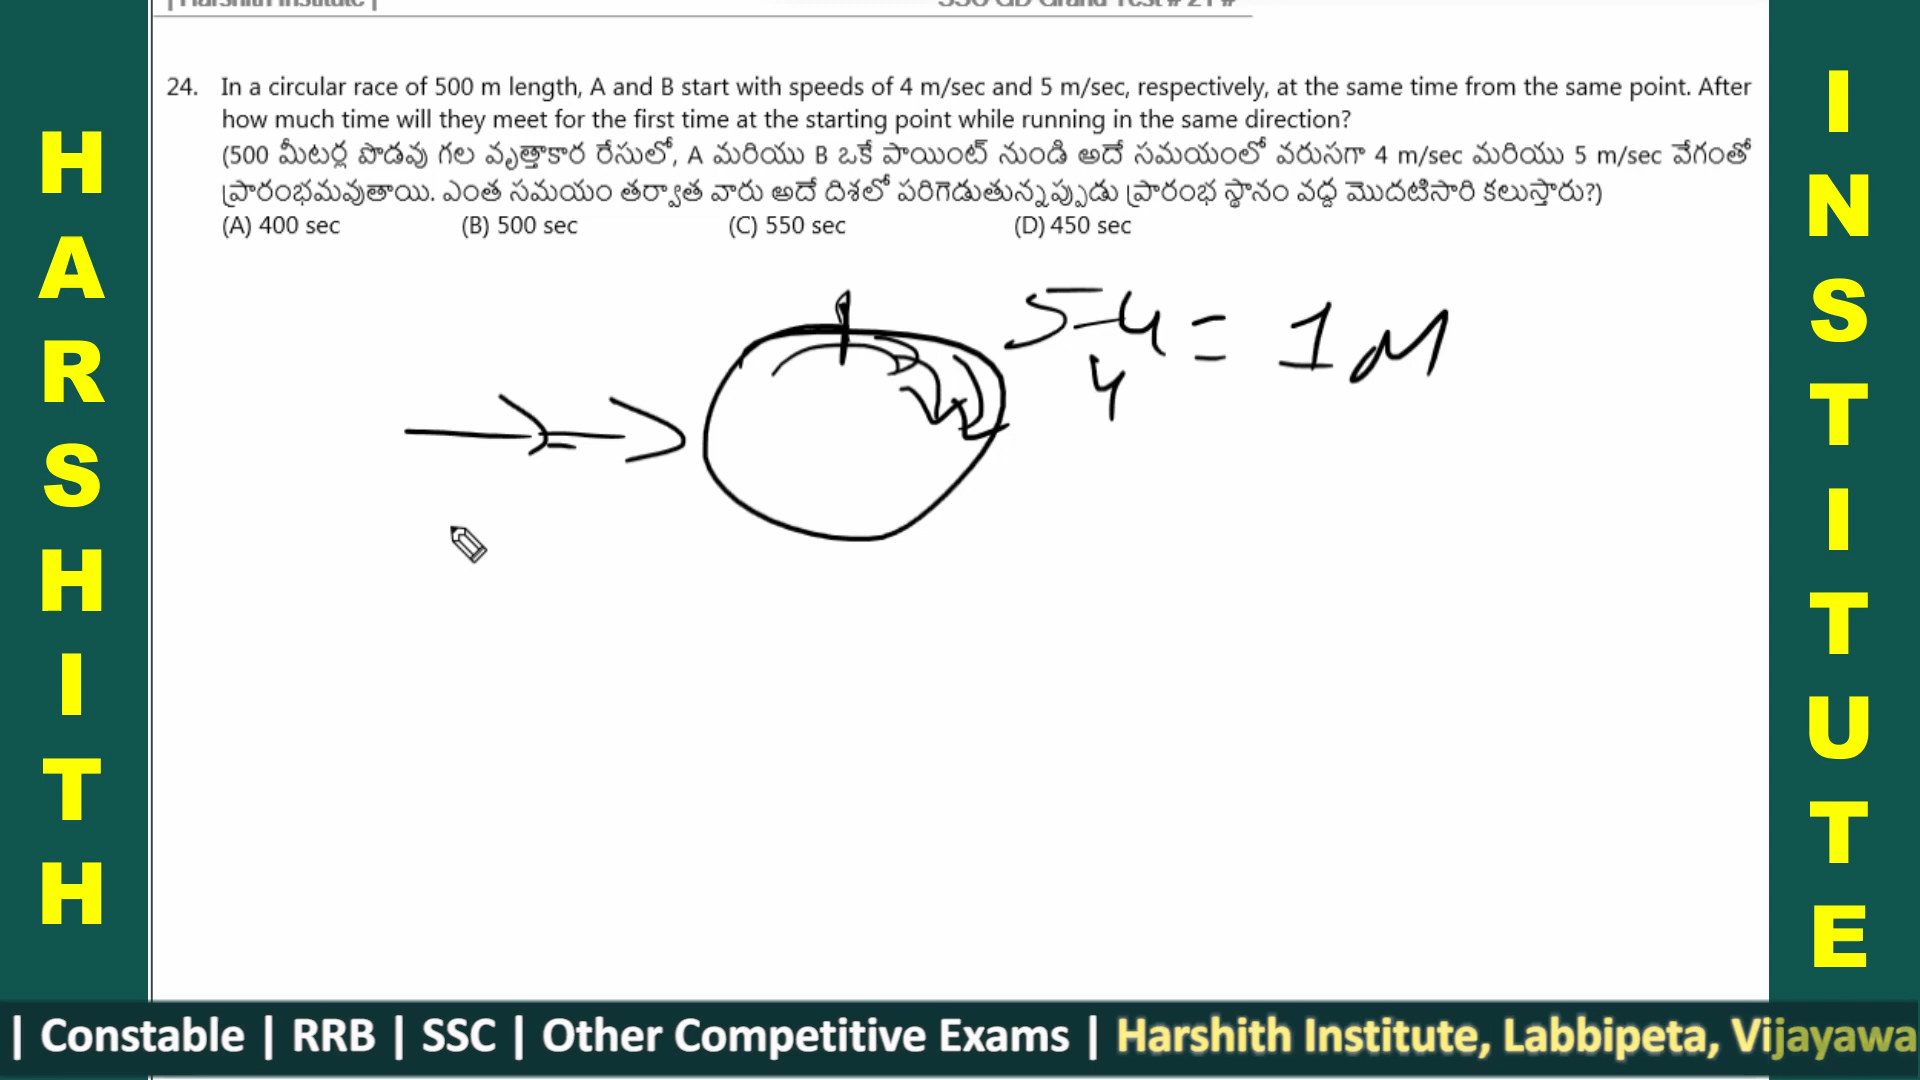 H
A
R
S
H
I
T
H
24. In a circular race of 500 m length, A and B start with speeds of 4 m/sec and 5 m/sec, respectively, at the same time from the same point. After
how much time will they meet for the first time at the starting point while running in the same direction?
(500 మీటర్ల పొడవు గల వృత్తాకార రేసులో, A మరియు B ఒకే పాయింట్ నుండి అదే సమయంలో వరుసగా 4 m/sec మరియు 5 m/sec వేగంతో
ప్రారంభమవుతాయి. ఎంత సమయం తర్వాత వారు అదే దిశలో పరిగెడుతున్నప్పుడు ప్రారంభ స్థానం వద్ద మొదటిసారి కలుస్తారు?)
(A) 400 sec (B) 500 sec (C) 550 sec (D) 450 sec
5-4 = 1 M
4
I
N
S
T
I
T
U
T
E
| Constable | RRB | SSC | Other Competitive Exams | Harshith Institute, Labbipeta, Vijayawa